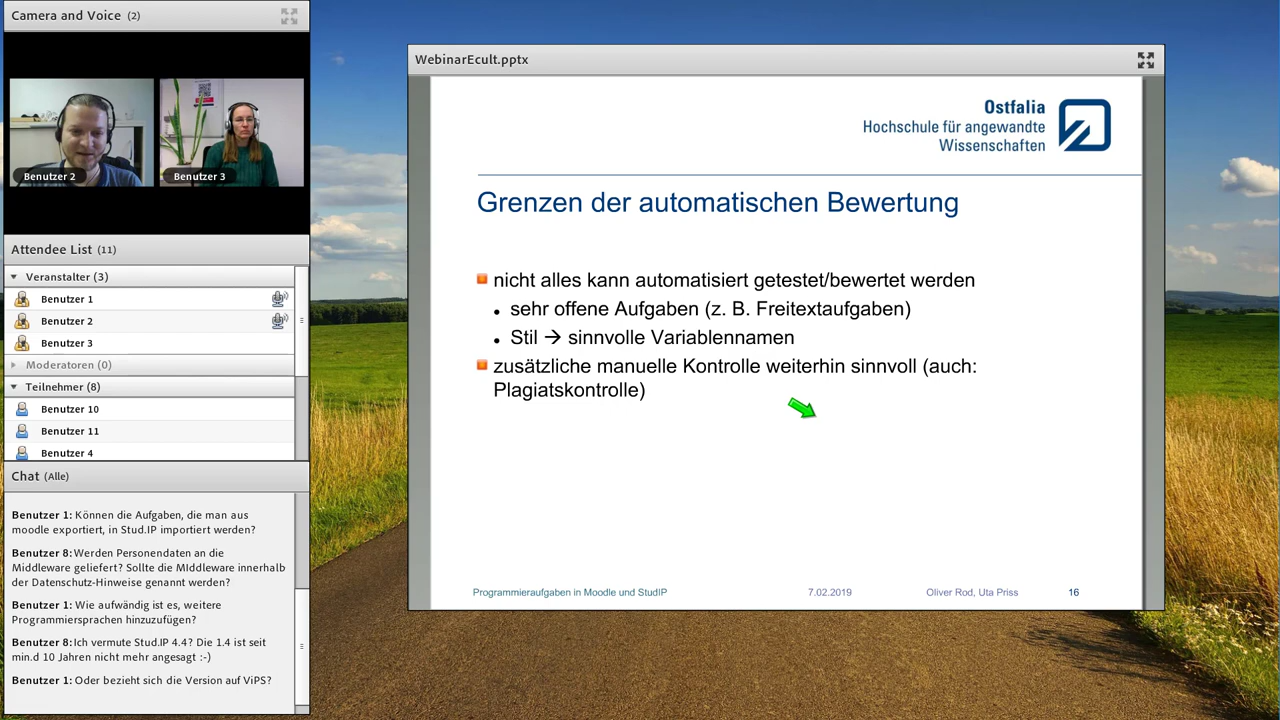 Camera and Voice (2)
Benutzer 2
Benutzer 3
Attendee List (11)
Veranstalter (3)
Benutzer 1
Benutzer 2
Benutzer 3
Moderatoren (0)
Teilnehmer (8)
Benutzer 10
Benutzer 11
Benutzer 4
Chat (Alle)
Benutzer 1: Können die Aufgaben, die man aus
moodle exportiert, in Stud.IP importiert werden?
Benutzer 8: Werden Personendaten an die
Middleware geliefert? Sollte die MIddleware innerhalb
der Datenschutz-Hinweise genannt werden?
Benutzer 1: Wie aufwändig ist es, weitere
Programmiersprachen hinzuzufügen?
Benutzer 8: Ich vermute Stud.IP 4.4? Die 1.4 ist seit
min.d 10 Jahren nicht mehr angesagt :-)
Benutzer 1: Oder bezieht sich die Version auf ViPS?
WebinarEcult.pptx
Ostfalia
Hochschule für angewandte
Wissenschaften
Grenzen der automatischen Bewertung
nicht alles kann automatisiert getestet/bewertet werden
• sehr offene Aufgaben (z. B. Freitextaufgaben)
• Stil → sinnvolle Variablennamen
zusätzliche manuelle Kontrolle weiterhin sinnvoll (auch:
Plagiatskontrolle)
Programmieraufgaben in Moodle und StudIP 7.02.2019 Oliver Rod, Uta Priss 16